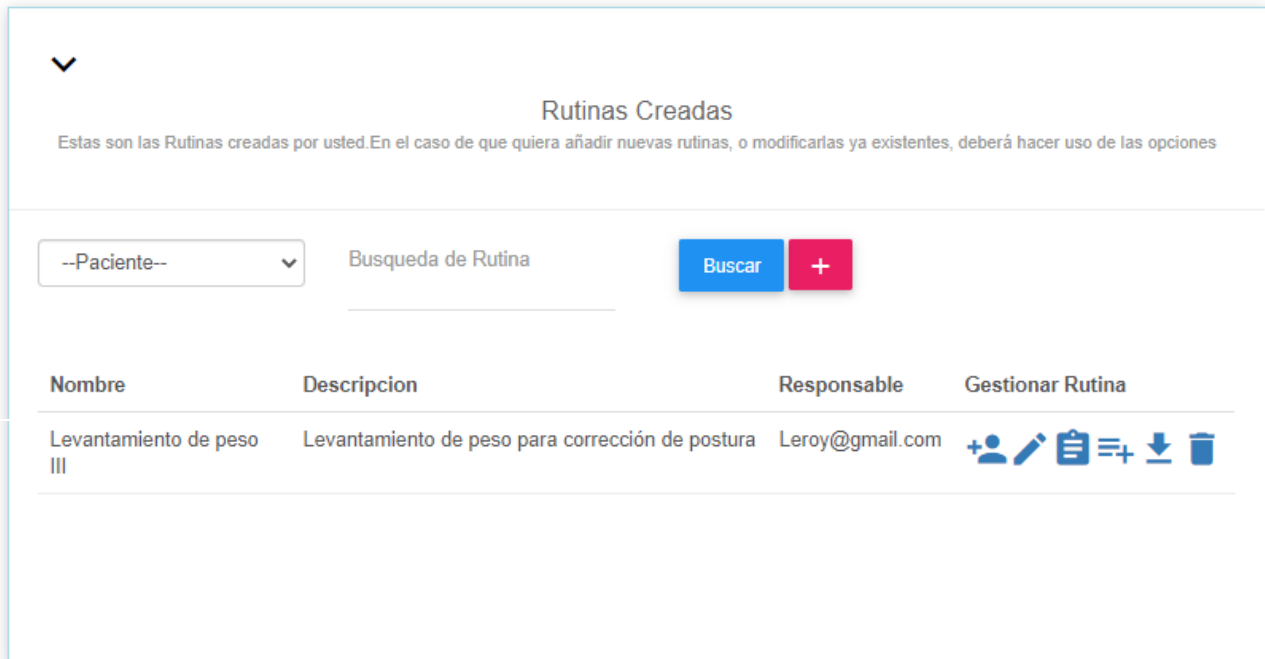 Rutinas Creadas
Estas son las Rutinas creadas por usted.En el caso de que quiera añadir nuevas rutinas, o modificarlas ya existentes, deberá hacer uso de las opciones
--Paciente--
Busqueda de Rutina
Buscar
+
Nombre Descripcion Responsable Gestionar Rutina
Levantamiento de peso Levantamiento de peso para corrección de postura Leroy@gmail.com
III